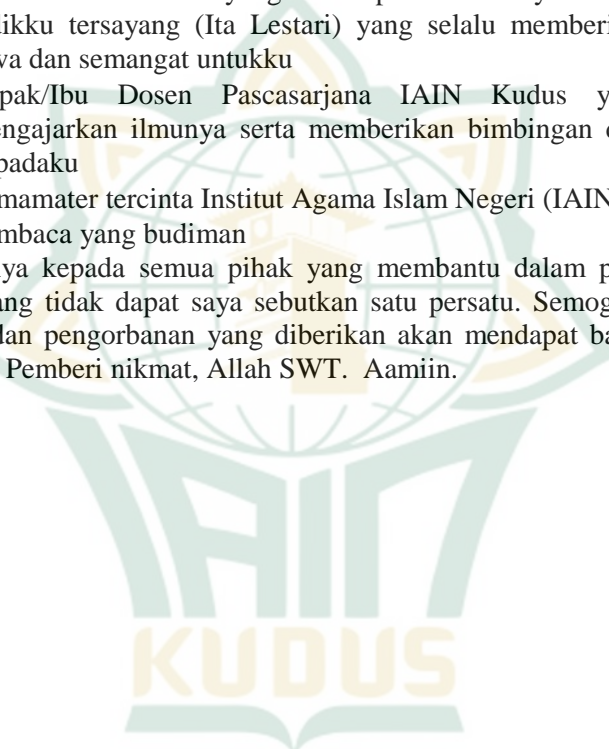 dikku tersayang (Ita Lestari) yang selalu memberi
va dan semangat untukku
pak/Ibu Dosen Pascasarjana IAIN Kudus y
engajarkan ilmunya serta memberikan bimbingan
padaku
mamater tercinta Institut Agama Islam Negeri (IAIN
mbaca yang budiman
ya kepada semua pihak yang membantu dalam p
ang tidak dapat saya sebutkan satu persatu. Semog
dan pengorbanan yang diberikan akan mendapat ba
Pemberi nikmat, Allah SWT. Aamiin.
IAIN
KUDUS